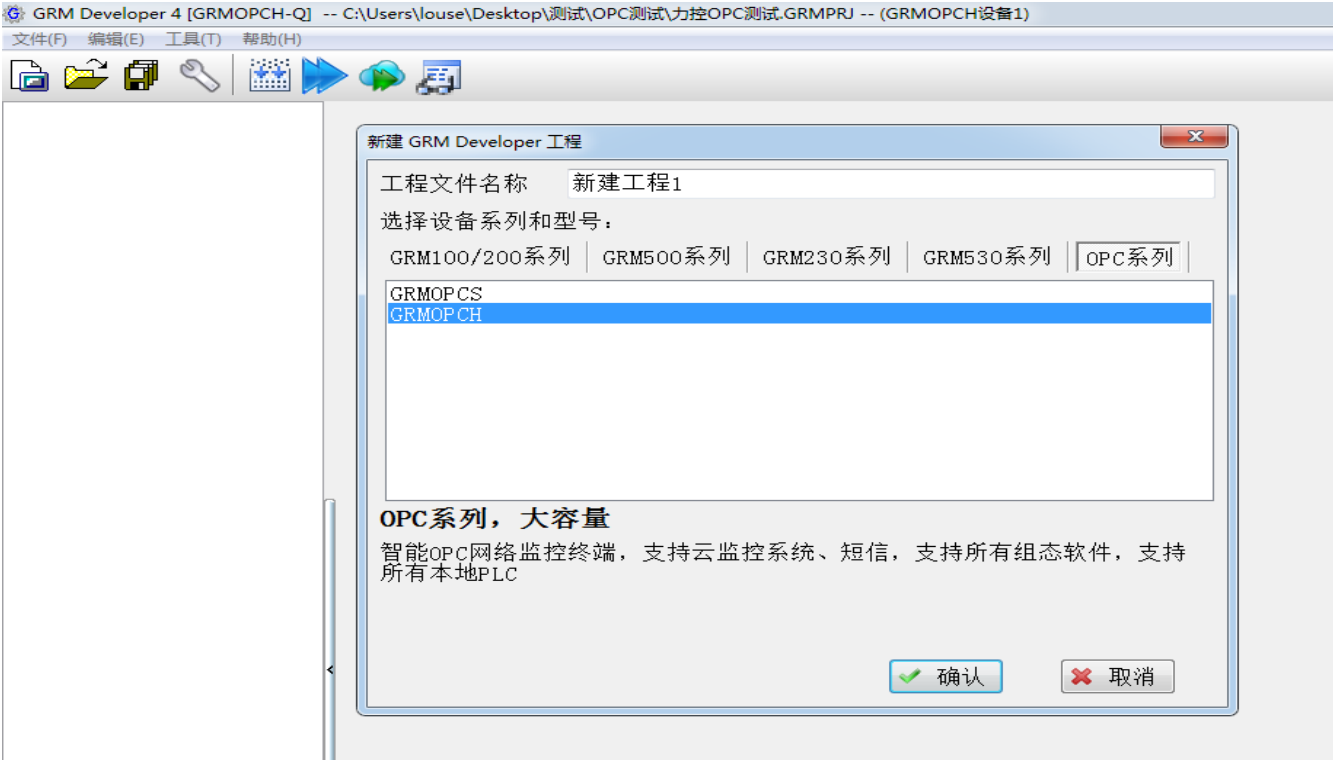 GRM Developer 4 [GRMOPCH-Q]  -- C:\Users\louse\Desktop\测试\OPC测试\力控OPC测试.GRMPRJ -- (GRMOPCH设备1)
文件(F) 编辑(E) 工具(T) 帮助(H)
新建 GRM Developer 工程
工程文件名称 新建工程1
选择设备系列和型号:
GRM100/200系列 GRM500系列 GRM230系列 GRM530系列 OPC系列
GRMOPCS
GRMOPCH
OPC系列，大容量
智能OPC网络监控终端，支持云监控系统、短信，支持所有组态软件，支持
所有本地PLC
确认 取消